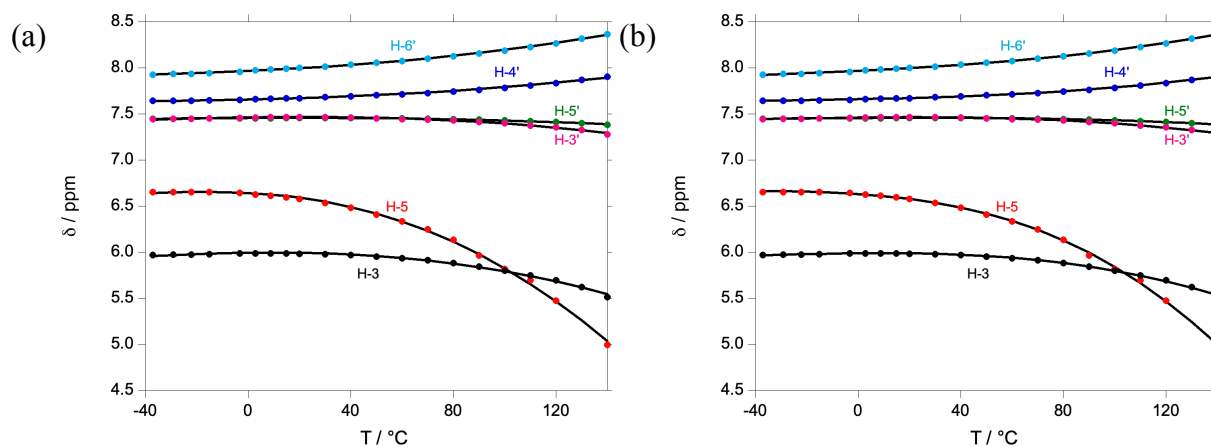 (a)
8.5
8.0
7.5
7.0
6.5
6.0
5.5
5.0
4.5
δ / ppm
H-6'
H-4'
H-5'
H-3'
H-5
H-3
-40 0 40 80 120
T / °C
(b)
8.5
8.0
7.5
7.0
6.5
6.0
5.5
5.0
4.5
δ / ppm
H-6'
H-4'
H-5'
H-3'
H-5
H-3
-40 0 40 80 120
T / °C